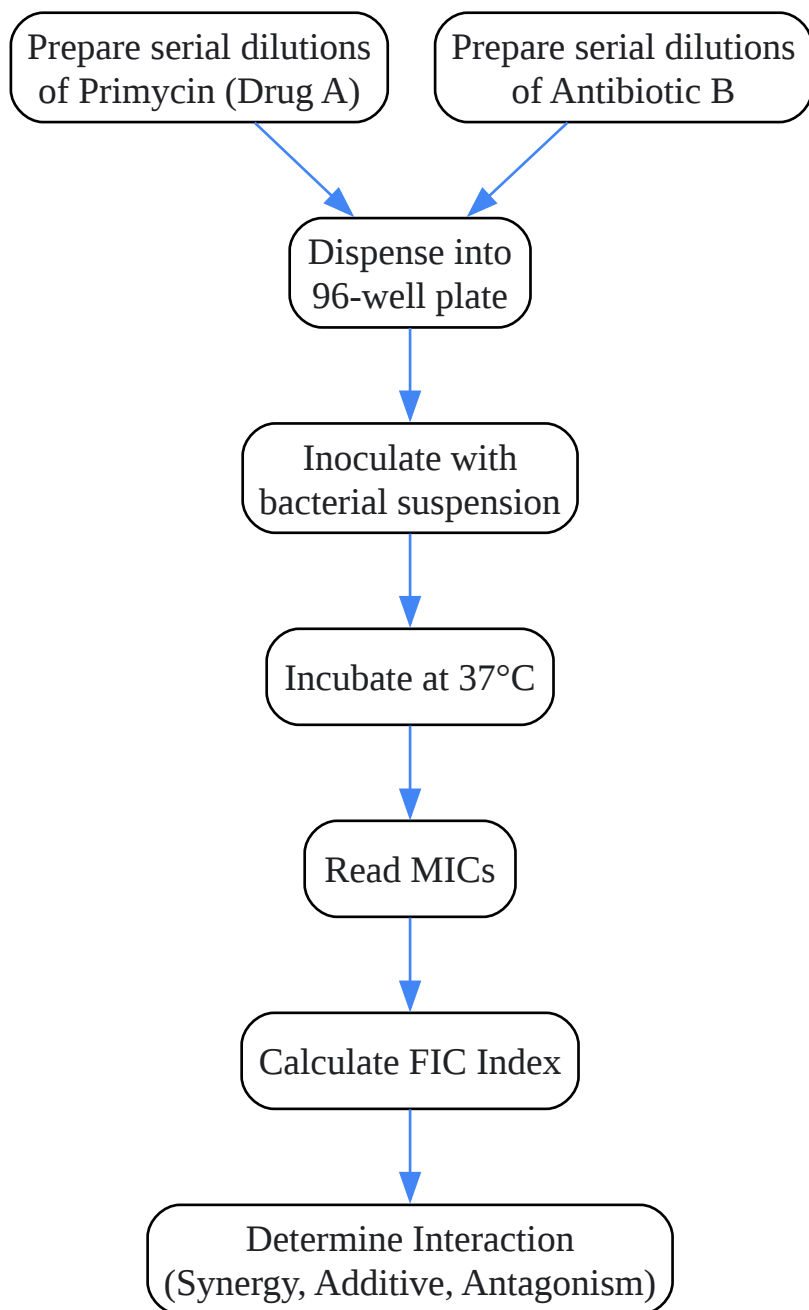 Prepare serial dilutions
of Primycin (Drug A)
Prepare serial dilutions
of Antibiotic B
Dispense into
96-well plate
Inoculate with
bacterial suspension
Incubate at 37°C
Read MICs
Calculate FIC Index
Determine Interaction
(Synergy, Additive, Antagonism)